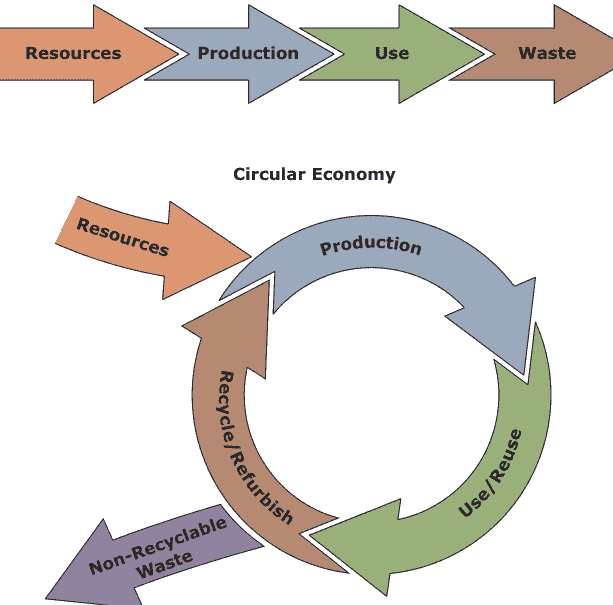 Resources
Production
Use
Waste
Circular Economy
Resources
Production
Use/Reuse
Recycle/Refurbish
Non-Recyclable
Waste